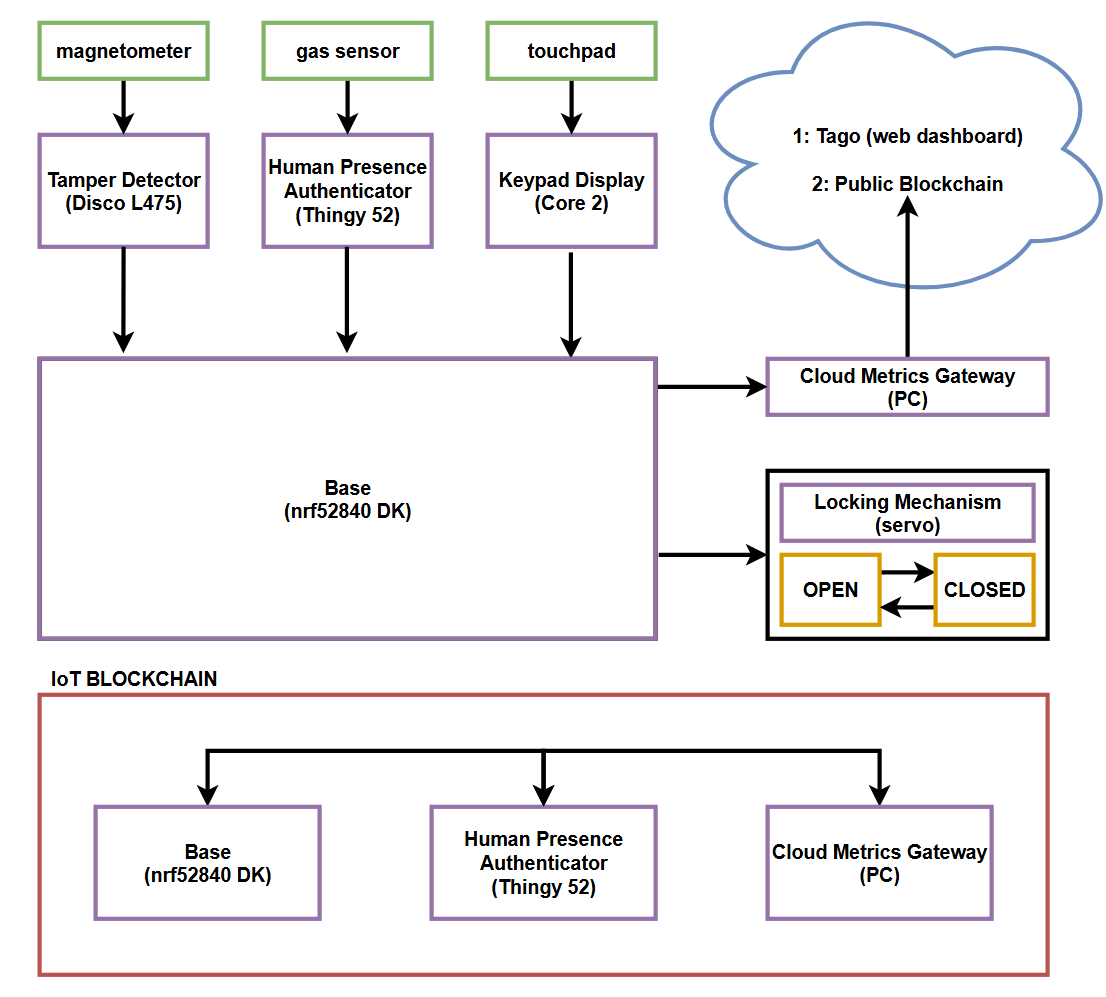 magnetometer
gas sensor
touchpad
Tamper Detector
(Disco L475)
Human Presence
Authenticator
(Thingy 52)
Keypad Display
(Core 2)
1: Tago (web dashboard)
2: Public Blockchain
Cloud Metrics Gateway
(PC)
Base
(nrf52840 DK)
Locking Mechanism
(servo)
OPEN
CLOSED
IoT BLOCKCHAIN
Base
(nrf52840 DK)
Human Presence
Authenticator
(Thingy 52)
Cloud Metrics Gateway
(PC)